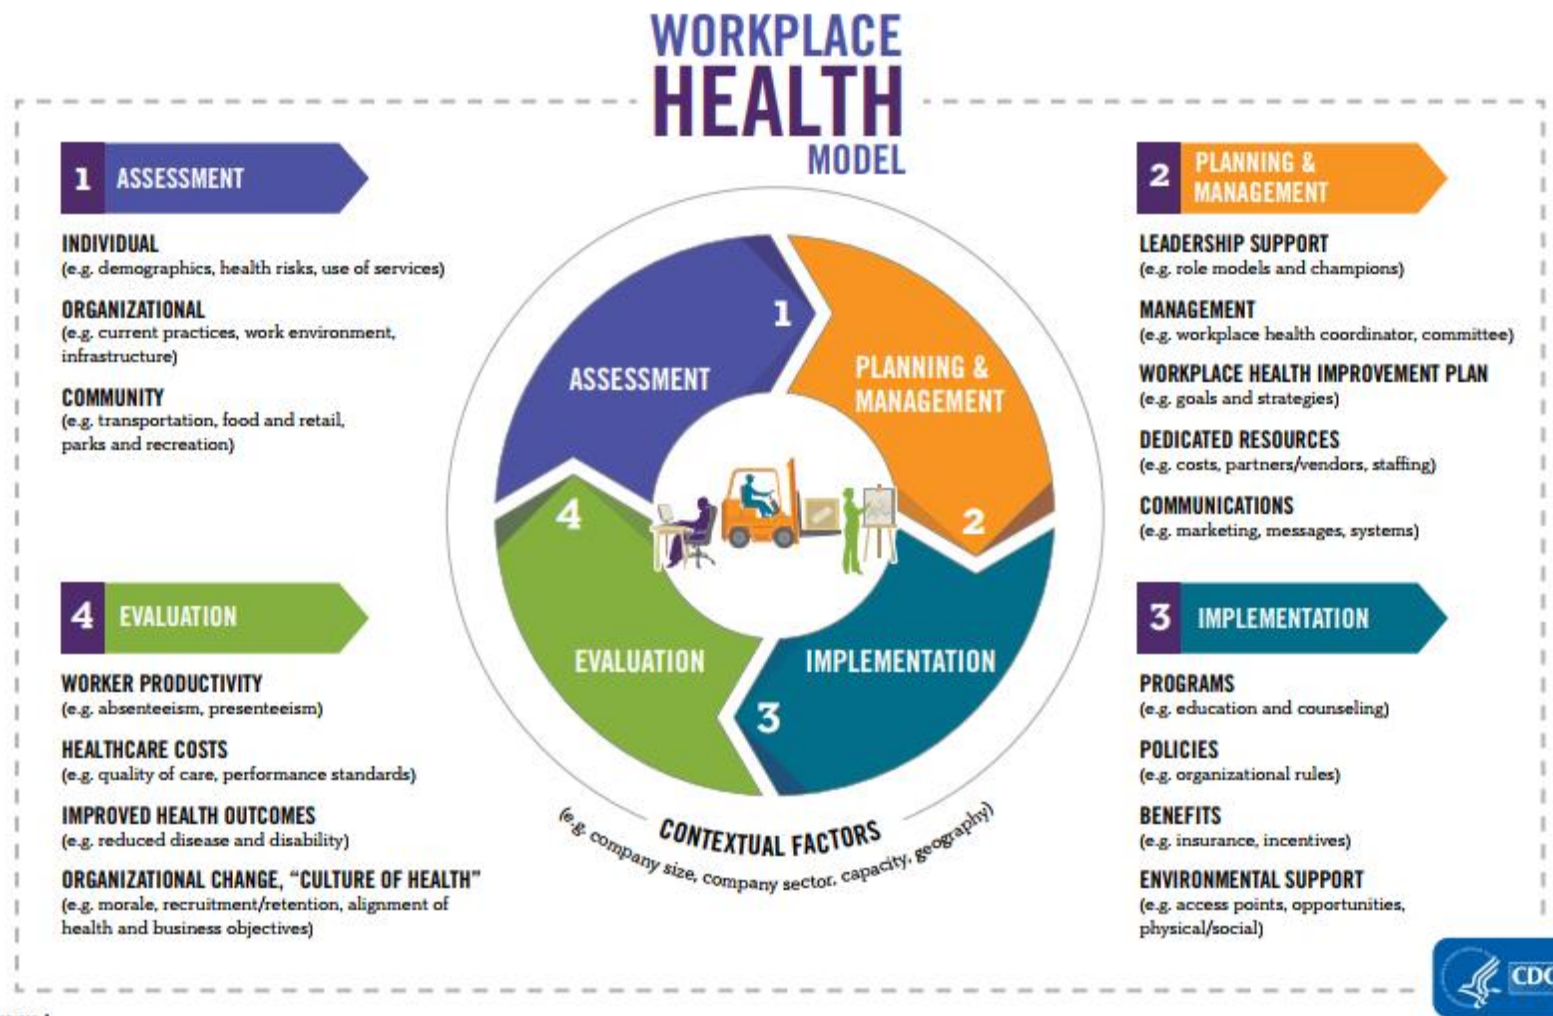 WORKPLACE
HEALTH
MODEL
1 ASSESSMENT
INDIVIDUAL
(e.g. demographics, health risks, use of services)
ORGANIZATIONAL
(e.g. current practices, work environment,
infrastructure)
COMMUNITY
(e.g. transportation, food and retail,
parks and recreation)
2 PLANNING &
MANAGEMENT
LEADERSHIP SUPPORT
(e.g. role models and champions)
MANAGEMENT
(e.g. workplace health coordinator, committee)
WORKPLACE HEALTH IMPROVEMENT PLAN
(e.g. goals and strategies)
DEDICATED RESOURCES
(e.g. costs, partners/vendors, staffing)
COMMUNICATIONS
(e.g. marketing, messages, systems)
1
ASSESSMENT
PLANNING &
MANAGEMENT
2
4
EVALUATION
IMPLEMENTATION
3
CONTEXTUAL FACTORS
(e.g. company size, company sector, capacity, geography)
4 EVALUATION
WORKER PRODUCTIVITY
(e.g. absenteeism, presenteeism)
HEALTHCARE COSTS
(e.g. quality of care, performance standards)
IMPROVED HEALTH OUTCOMES
(e.g. reduced disease and disability)
ORGANIZATIONAL CHANGE, “CULTURE OF HEALTH”
(e.g. morale, recruitment/retention, alignment of
health and business objectives)
3 IMPLEMENTATION
PROGRAMS
(e.g. education and counseling)
POLICIES
(e.g. organizational rules)
BENEFITS
(e.g. insurance, incentives)
ENVIRONMENTAL SUPPORT
(e.g. access points, opportunities,
physical/social)
CDC